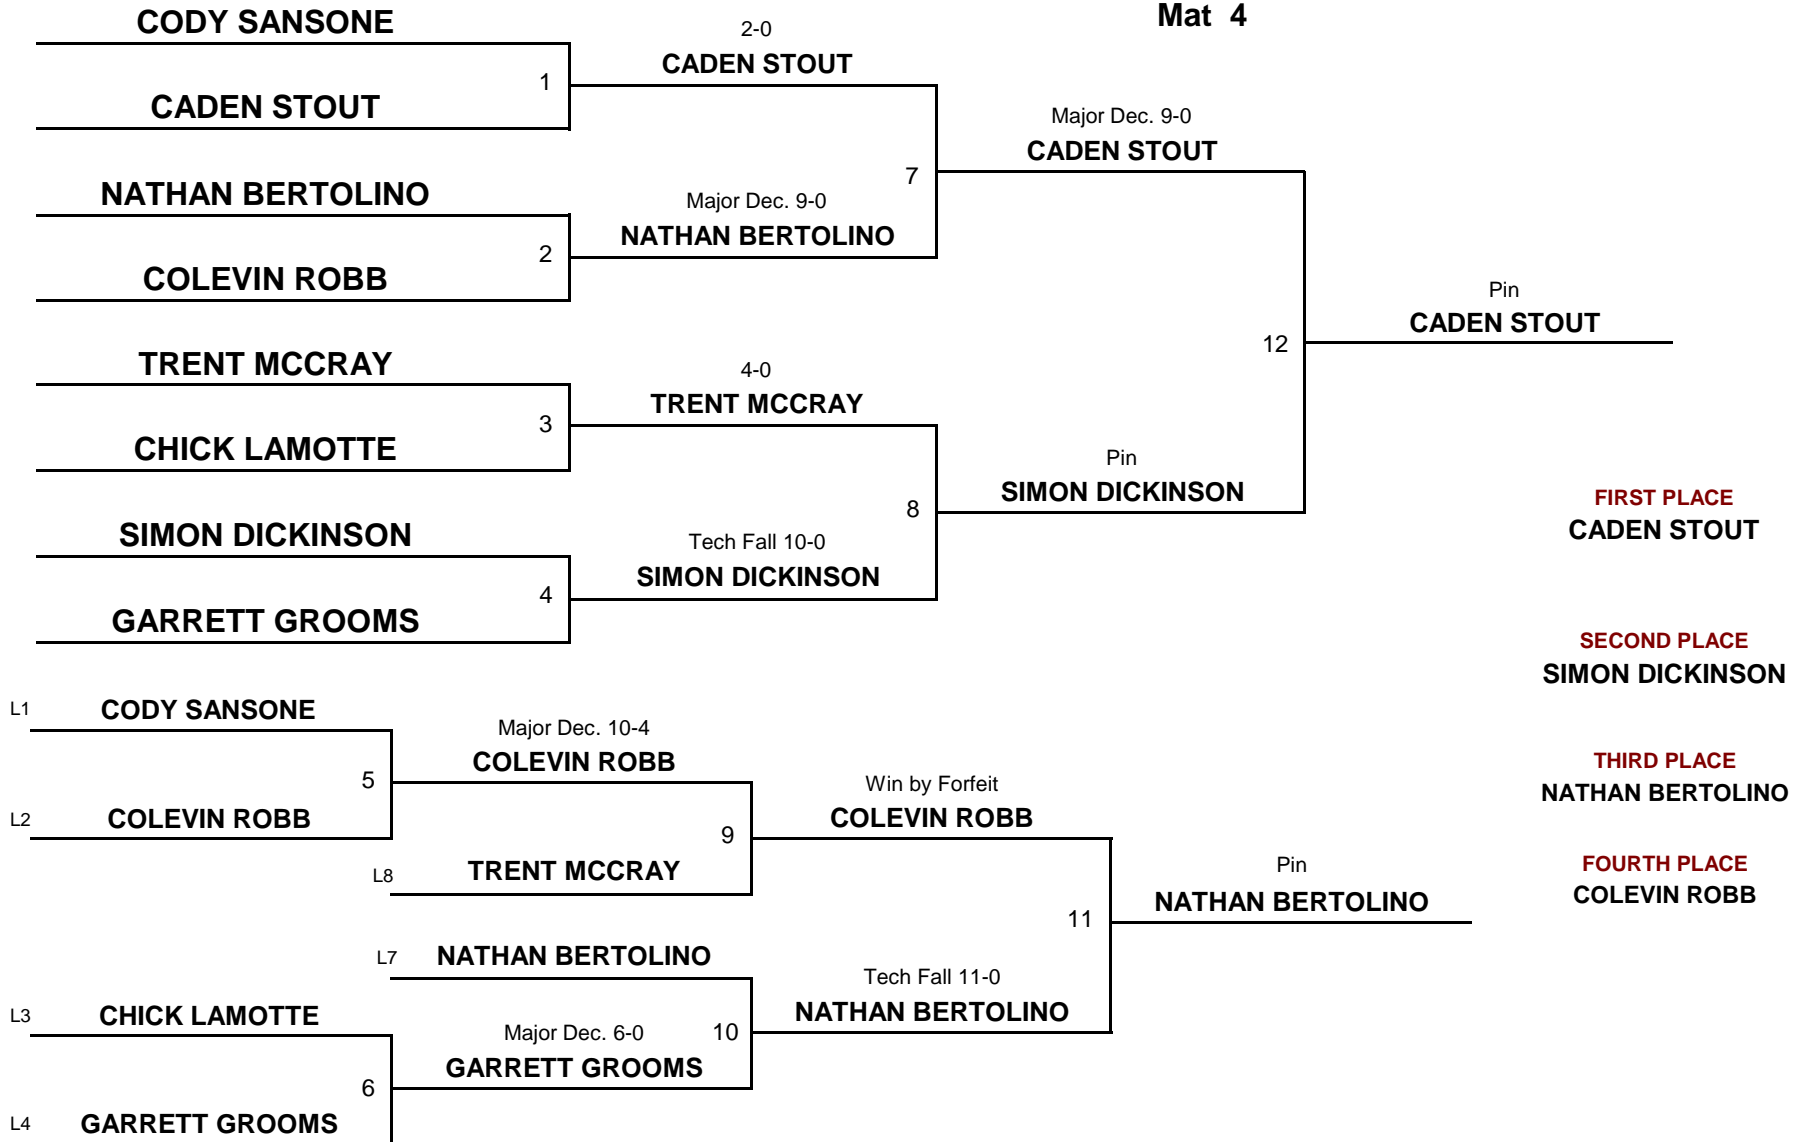 Mat 4
CODY SANSONE
2-0
CADEN STOUT
1
CADEN STOUT
Major Dec. 9-0
CADEN STOUT
7
NATHAN BERTOLINO
Major Dec. 9-0
NATHAN BERTOLINO
2
COLEVIN ROBB
Pin
CADEN STOUT
12
TRENT MCCRAY
4-0
TRENT MCCRAY
3
CHICK LAMOTTE
Pin
SIMON DICKINSON
8
SIMON DICKINSON
Tech Fall 10-0
SIMON DICKINSON
4
GARRETT GROOMS
FIRST PLACE
CADEN STOUT
SECOND PLACE
SIMON DICKINSON
THIRD PLACE
NATHAN BERTOLINO
FOURTH PLACE
COLEVIN ROBB
L1 CODY SANSONE
Major Dec. 10-4
COLEVIN ROBB
5
L2 COLEVIN ROBB
Win by Forfeit
COLEVIN ROBB
9
L8 TRENT MCCRAY
Pin
NATHAN BERTOLINO
11
L7 NATHAN BERTOLINO
Tech Fall 11-0
NATHAN BERTOLINO
L3 CHICK LAMOTTE
Major Dec. 6-0
10
GARRETT GROOMS
6
L4 GARRETT GROOMS